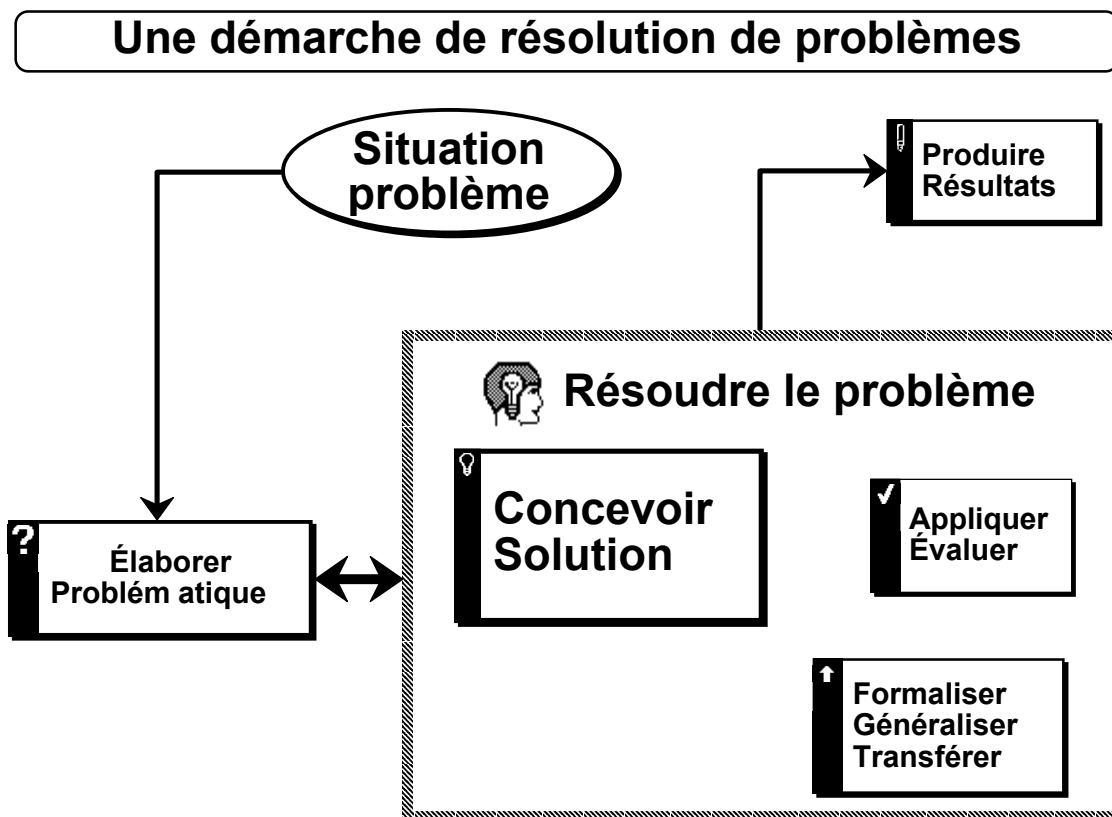 Une démarche de résolution de problèmes
Situation
problème
Produire
Résultats
Résoudre le problème
Concevoir
Solution
Appliquer
Évaluer
?
Élaborer
Problém atique
Formaliser
Généraliser
Transférer